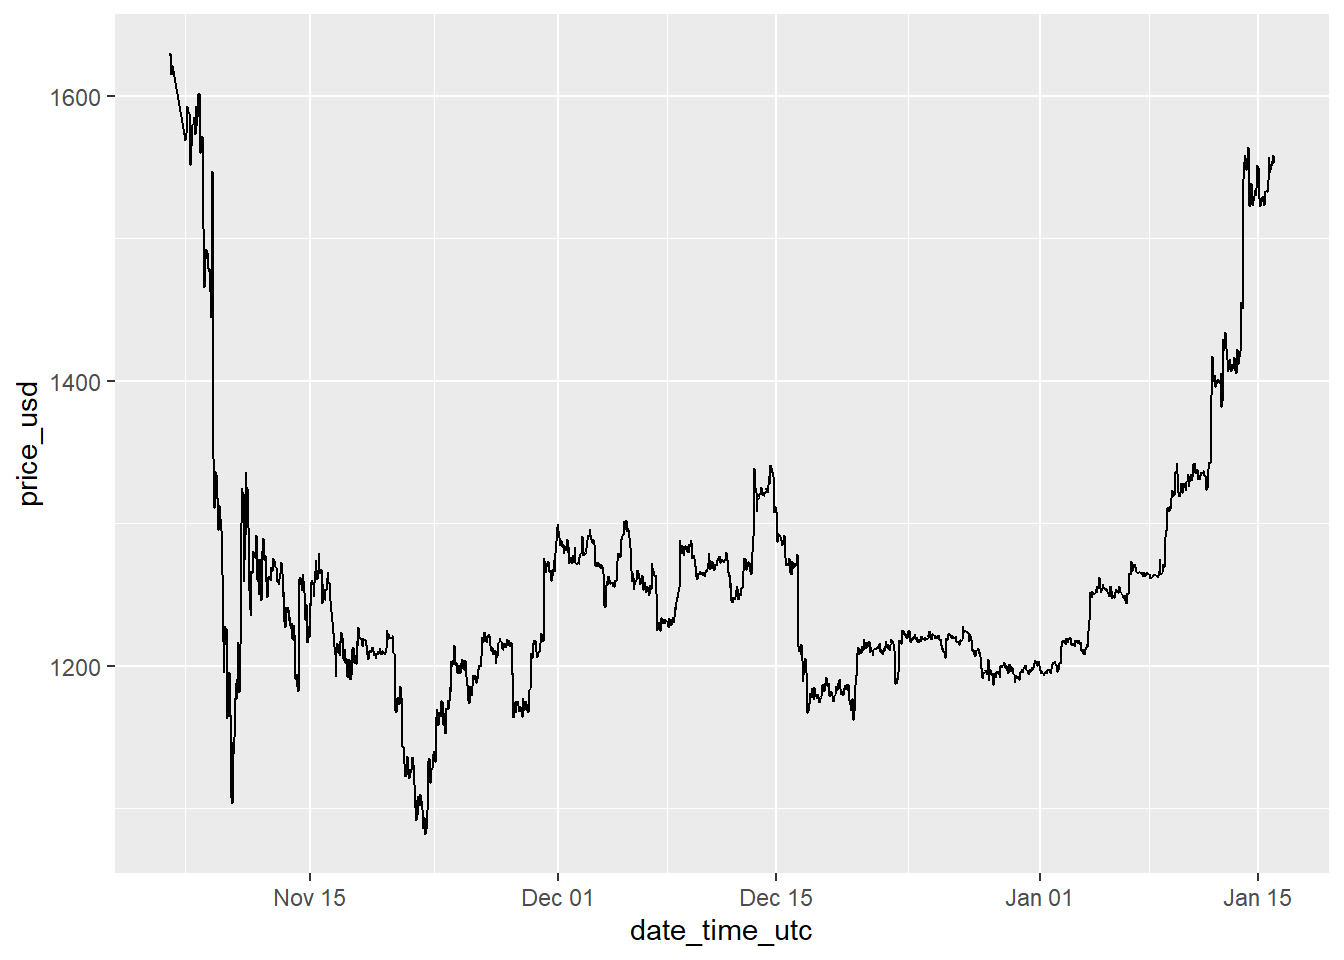 1600
1400
1200
price_usd
Nov 15
Dec 01
Dec 15
Jan 01
Jan 15
date_time_utc